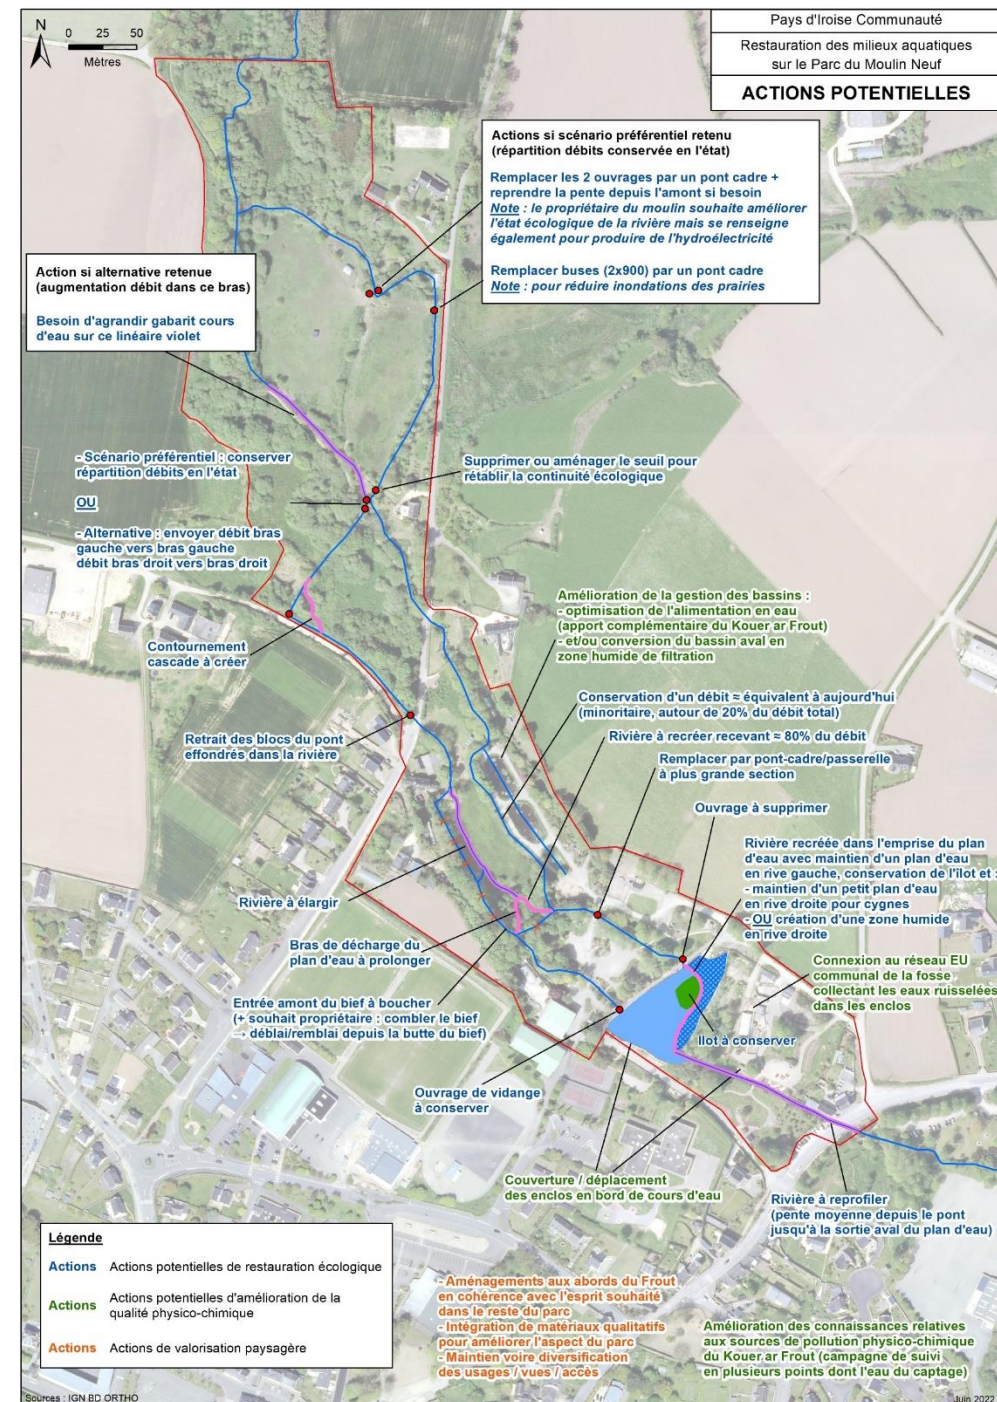 Pays d'Iroise Communauté
Restauration des milieux aquatiques
sur le Parc du Moulin Neuf
ACTIONS POTENTIELLES
N
0 25 50
Mètres
Actions si scénario préférentiel retenu
(répartition débits conservée en l'état)
Remplacer les 2 ouvrages par un pont cadre +
reprendre la pente depuis l'amont si besoin
Note : le propriétaire du moulin souhaite améliorer
l'état écologique de la rivière mais se renseigne
également pour produire de l'hydroélectricité
Remplacer buses (2x900) par un pont cadre
Note : pour réduire inondations des prairies
Action si alternative retenue
(augmentation débit dans ce bras)
Besoin d'agrandir gabarit cours
d'eau sur ce linéaire violet
- Scénario préférentiel : conserver
répartition débits en l'état
OU
- Alternative : envoyer débit bras
gauche vers bras gauche
débit bras droit vers bras droit
Supprimer ou aménager le seuil pour
rétablir la continuité écologique
Amélioration de la gestion des bassins :
- optimisation de l'alimentation en eau
(apport complémentaire du Kouer ar Frout)
- et/ou conversion du bassin aval en
zone humide de filtration
Contournement
cascade à créer
Conservation d'un débit ≈ équivalent à aujourd'hui
(minoritaire, autour de 20% du débit total)
Rivière à recréer recevant ≈ 80% du débit
Retrait des blocs du pont
effondrés dans la rivière
Remplacer par pont-cadre/passerelle
à plus grande section
Ouvrage à supprimer
Rivière recréée dans l'emprise du plan
d'eau avec maintien d'un plan d'eau
en rive gauche, conservation de l'îlot et :
- maintien d'un petit plan d'eau
en rive droite pour cygnes
- OU création d'une zone humide
en rive droite
Rivière à élargir
Bras de décharge du
plan d'eau à prolonger
Connexion au réseau EU
communal de la fosse
collectant les eaux ruisselées
dans les enclos
Entrée amont du bief à boucher
(+ souhait propriétaire : combler le bief
→ déblai/remblai depuis la butte du bief)
Ilot à conserver
Ouvrage de vidange
à conserver
Couverture / déplacement
des enclos en bord de cours d'eau
Rivière à reprofiler
(pente moyenne depuis le pont
jusqu'à la sortie aval du plan d'eau)
Légende
Actions Actions potentielles de restauration écologique
Actions Actions potentielles d'amélioration de la
qualité physico-chimique
Actions Actions de valorisation paysagère
- Aménagements aux abords du Frout
en cohérence avec l'esprit souhaité
dans le reste du parc
- Intégration de matériaux qualitatifs
pour améliorer l'aspect du parc
- Maintien voire diversification
des usages / vues / accès
Amélioration des connaissances relatives
aux sources de pollution physico-chimique
du Kouer ar Frout (campagne de suivi
en plusieurs points dont l'eau du captage)
Sources : IGN BD ORTHO
Juin 2022